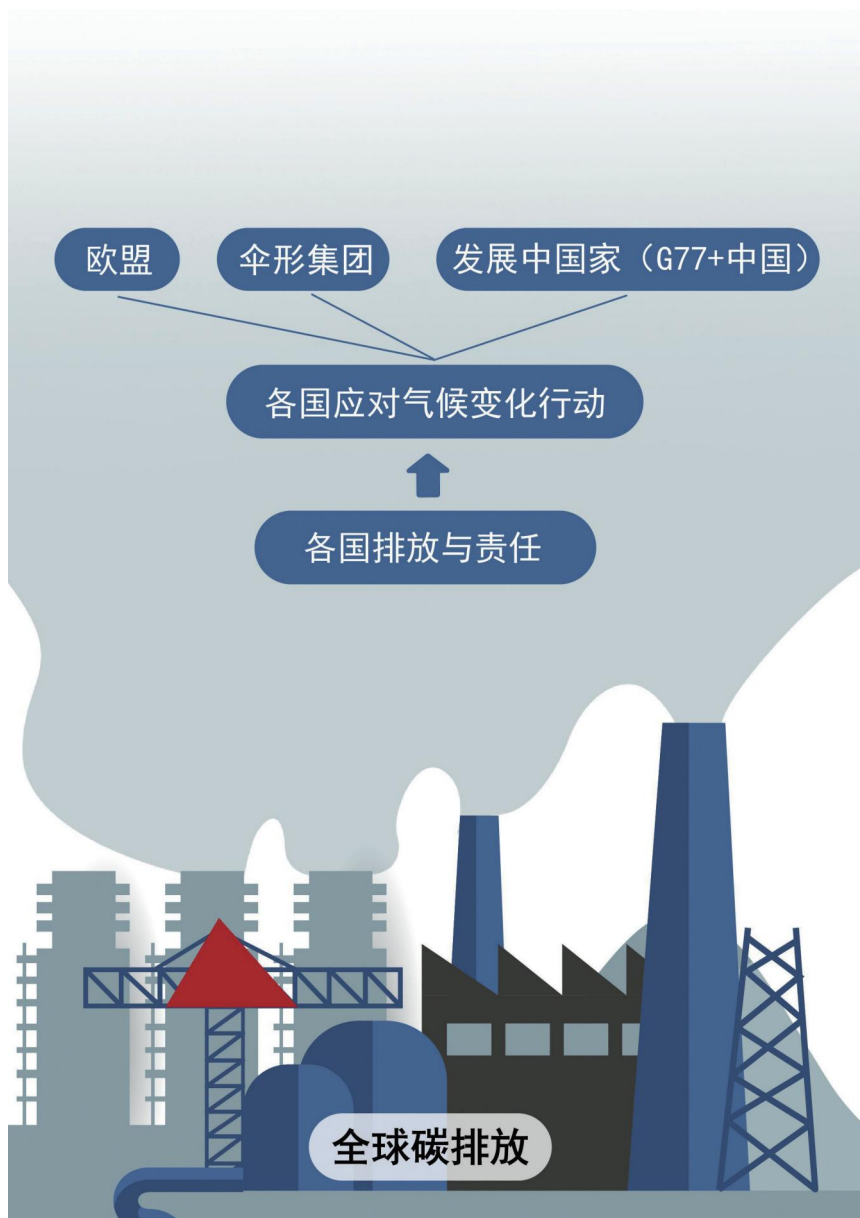 欧盟
伞形集团
发展中国家（G77+中国）
各国应对气候变化行动
各国排放与责任
全球碳排放